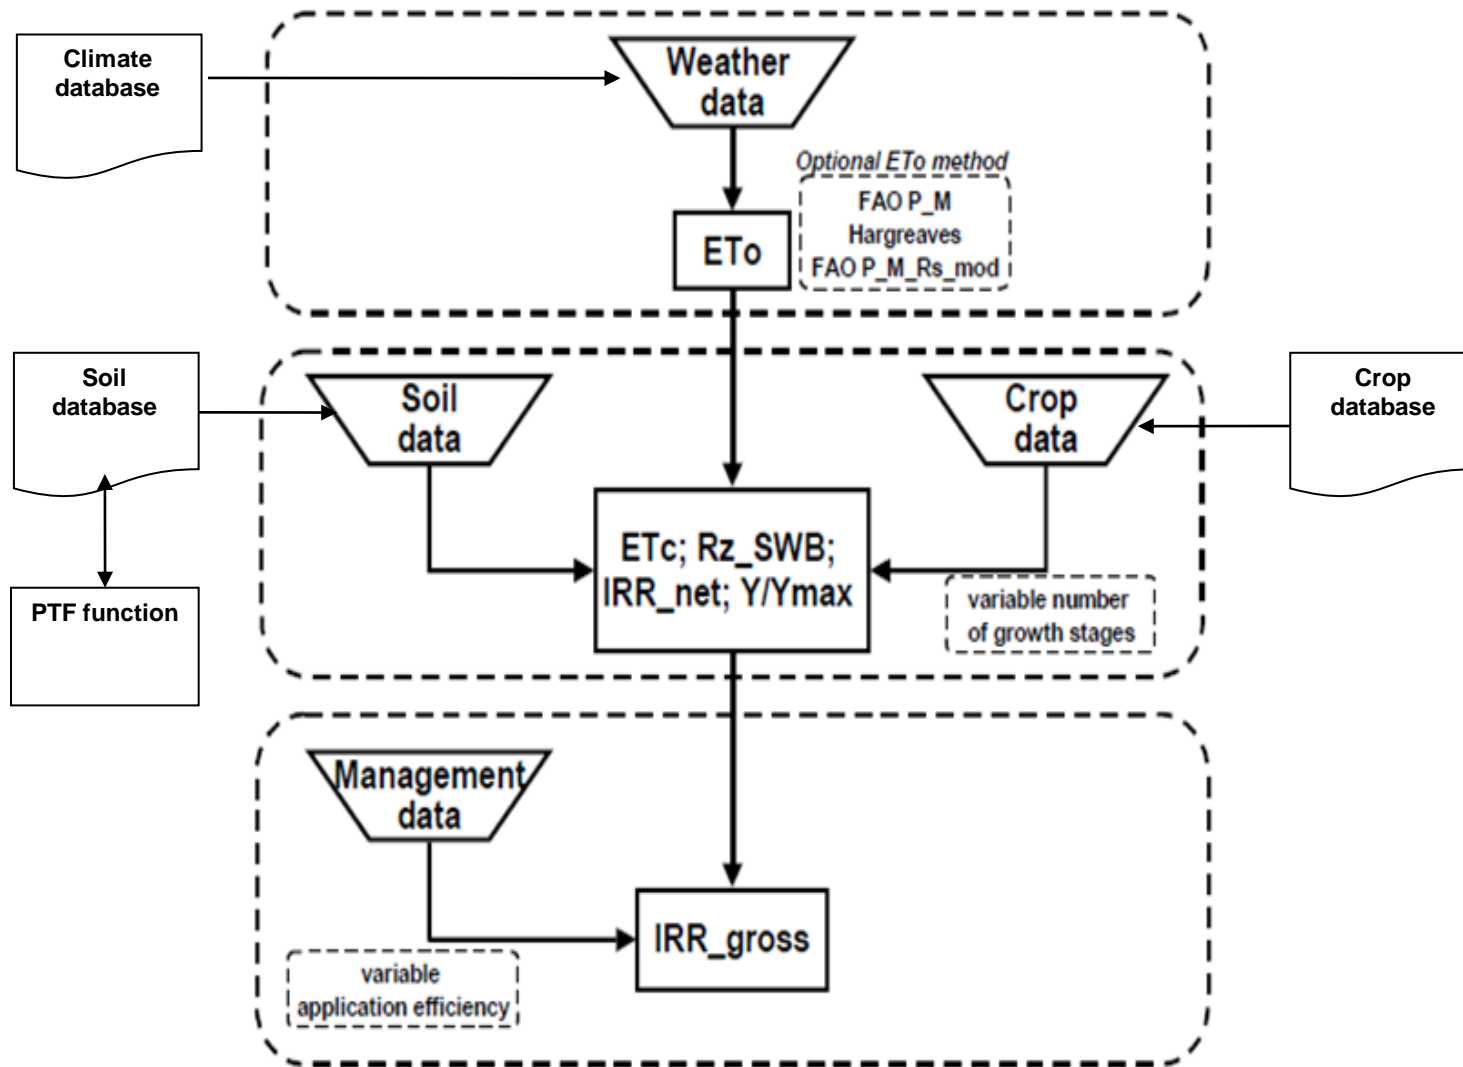 Climate
database
Weather
data
Optional ETo method
FAO P_M
Hargreaves
FAO P_M_Rs_mod
ETo
Soil
database
Soil
data
Crop
data
Crop
database
ETc; Rz_SWB;
IRR_net; Y/Ymax
variable number
of growth stages
PTF function
Management
data
IRR_gross
variable
application efficiency